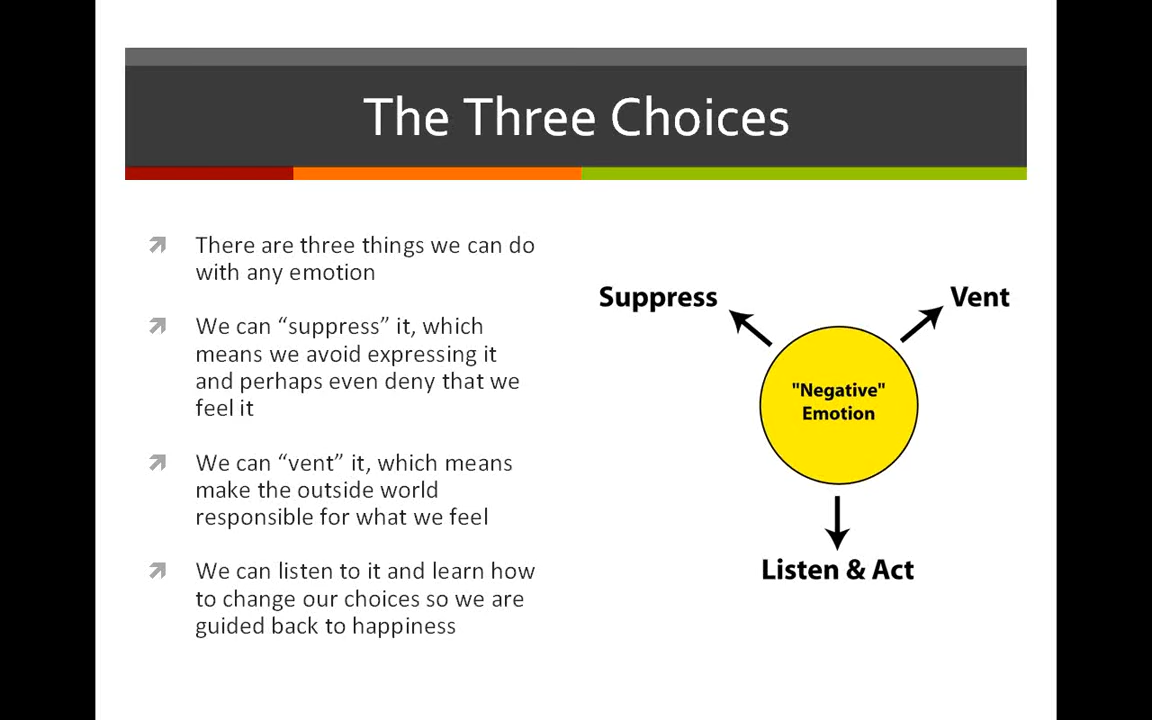 The Three Choices
There are three things we can do
with any emotion
We can “suppress” it, which
means we avoid expressing it
and perhaps even deny that we
feel it
We can “vent” it, which means
make the outside world
responsible for what we feel
We can listen to it and learn how
to change our choices so we are
guided back to happiness
Suppress
Vent
"Negative"
Emotion
Listen & Act